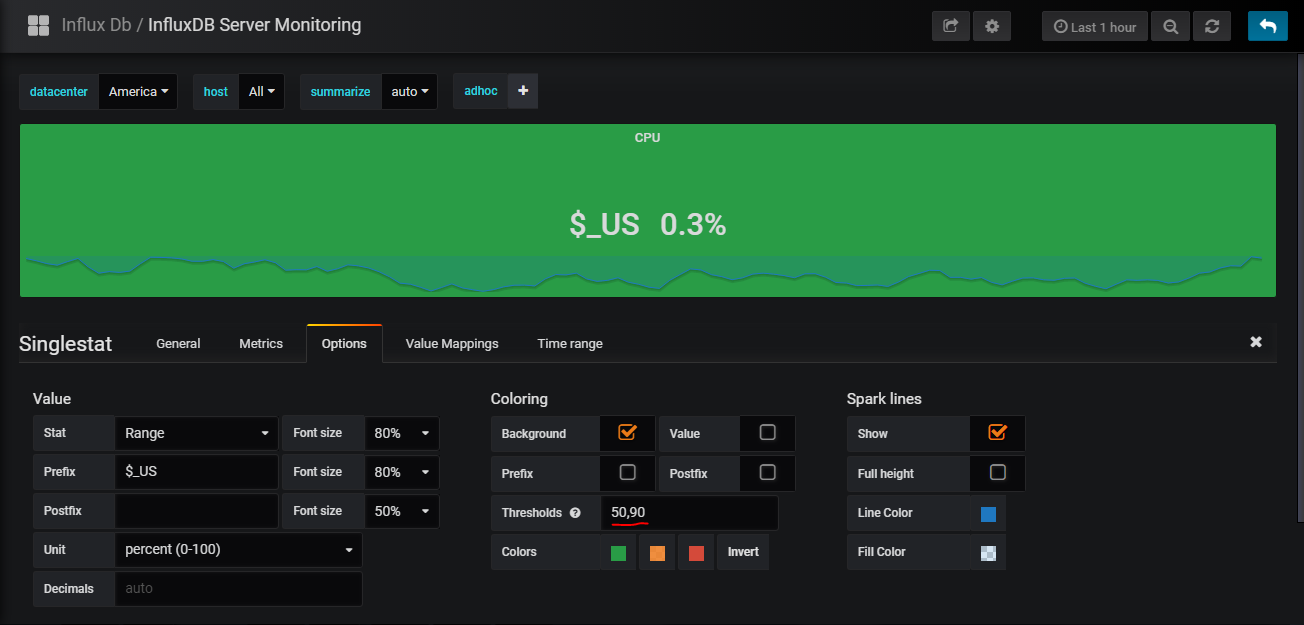 Influx Db / InfluxDB Server Monitoring
Last 1 hour
datacenter America host All summarize auto adhoc +
CPU
$_US 0.3%
Singlestat General Metrics Options Value Mappings Time range
Value
Stat Range Font size 80%
Prefix $_US Font size 80%
Postfix Font size 50%
Unit percent (0-100)
Decimals auto
Coloring
Background Value
Prefix Postfix
Thresholds ? 50,90
Colors Invert
Spark lines
Show
Full height
Line Color
Fill Color